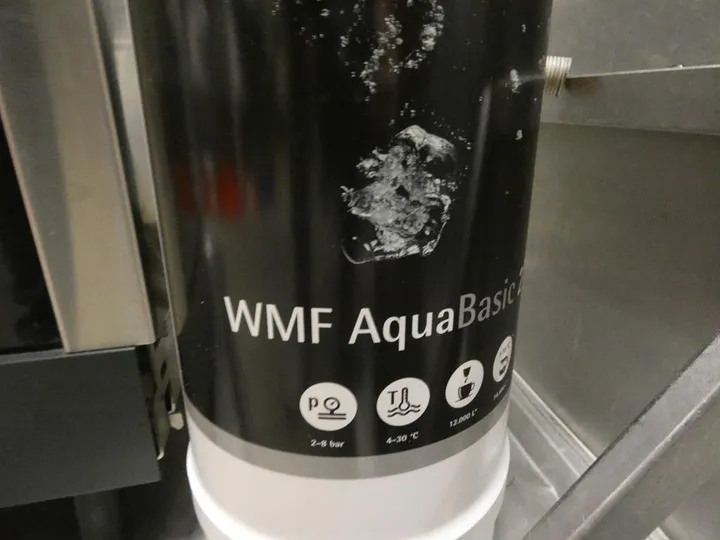 WMF AquaBasic
p
T
2–8 bar
4–30 °C
12.000 L*